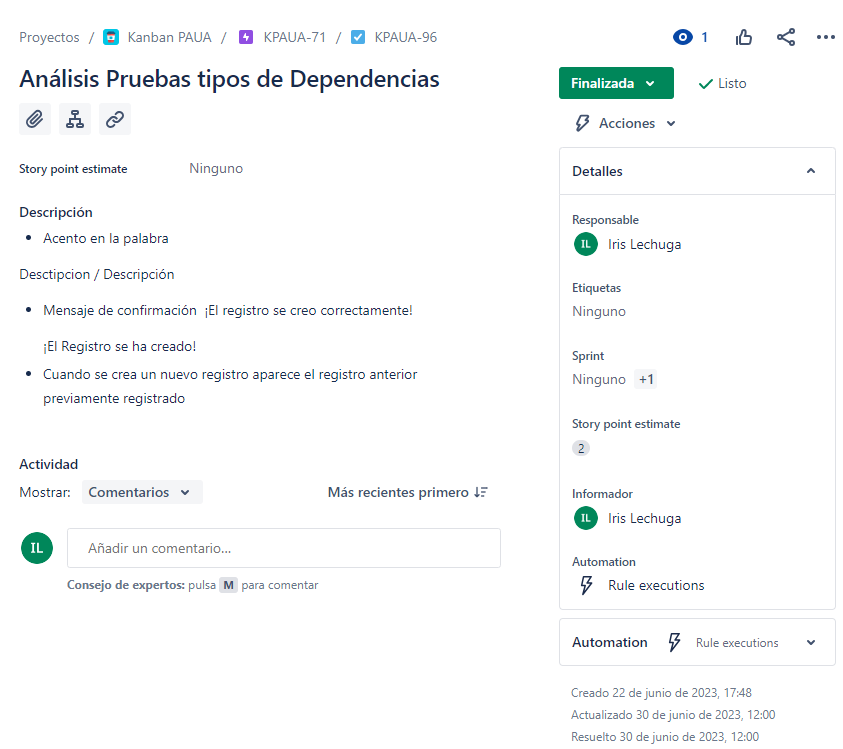 Proyectos / Kanban PAUA / KPAUA-71 / KPAUA-96
1
Análisis Pruebas tipos de Dependencias
Story point estimate Ninguno
Descripción
Acento en la palabra
Desctipcion / Descripción
Mensaje de confirmación ¡El registro se creo correctamente!
¡El Registro se ha creado!
Cuando se crea un nuevo registro aparece el registro anterior
previamente registrado
Actividad
Mostrar: Comentarios Más recientes primero
IL Añadir un comentario...
Consejo de expertos: pulsa M para comentar
Finalizada Listo
Acciones
Detalles
Responsable
IL Iris Lechuga
Etiquetas
Ninguno
Sprint
Ninguno +1
Story point estimate
2
Informador
IL Iris Lechuga
Automation
Rule executions
Automation Rule executions
Creado 22 de junio de 2023, 17:48
Actualizado 30 de junio de 2023, 12:00
Resuelto 30 de junio de 2023, 12:00